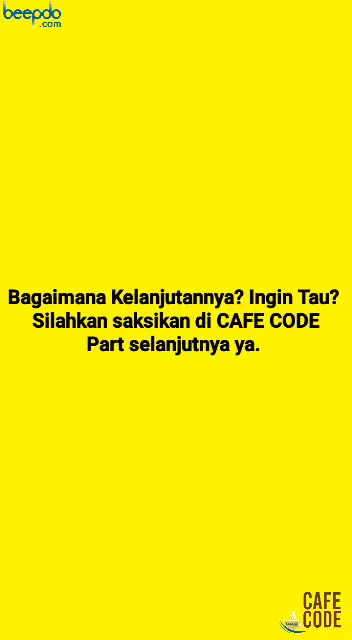 beepdo
.com
Bagaimana Kelanjutannya? Ingin Tau?
Silahkan saksikan di CAFE CODE
Part selanjutnya ya.
CAFE
CODE